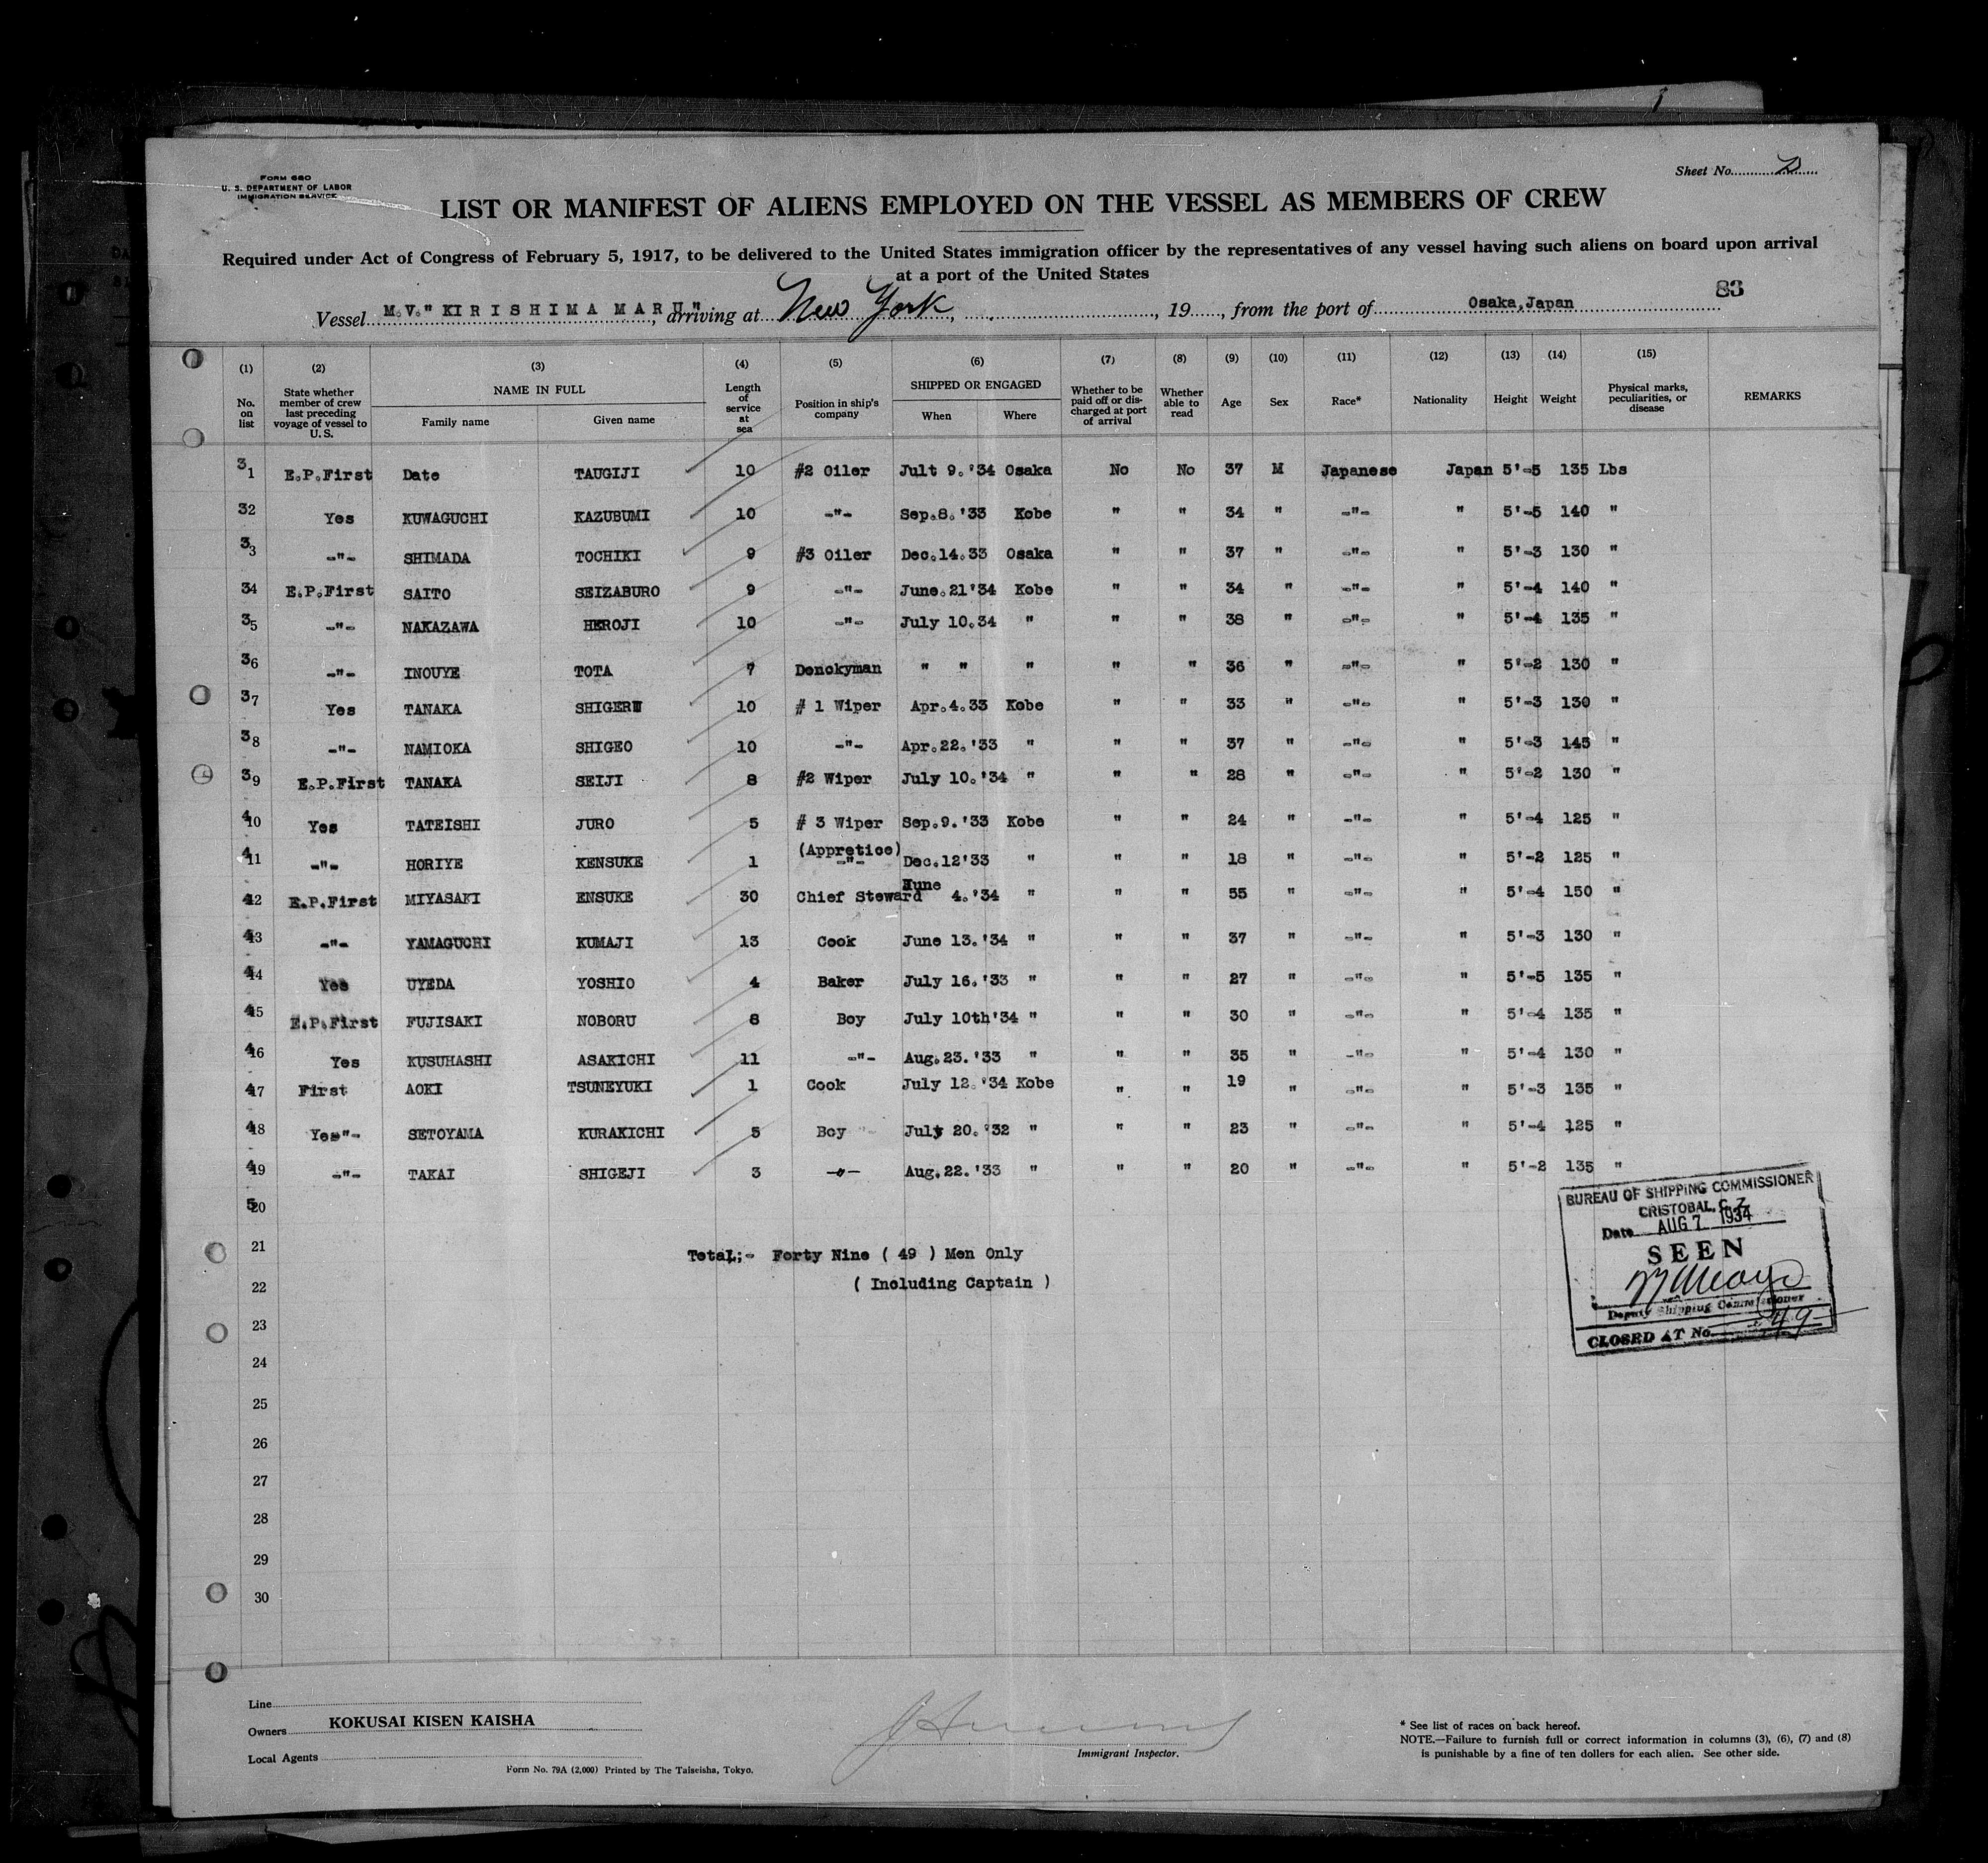 Sheet No.
FORM 680
U. S. DEPARTMENT OF LABOR
IMMIGRATION SERVICE
LIST OR MANIFEST OF ALIENS EMPLOYED ON THE VESSEL AS MEMBERS OF CREW
Required under Act of Congress of February 5, 1917, to be delivered to the United States immigration officer by the representatives of any vessel having such aliens on board upon arrival
at a port of the United States
83
Vessel M.V."KIRISHIMA MARU", arriving at New York, , 19 , from the port of Osaka,Japan
(1) (2) (3) (4) (5) (6) (7) (8) (9) (10) (11) (12) (13) (14) (15)
No. on list State whether member of crew last preceding voyage of vessel to U. S. NAME IN FULL Family name Given name Length of service at sea Position in ship's company SHIPPED OR ENGAGED When Where Whether to be paid off or discharged at port of arrival Whether able to read Age Sex Race* Nationality Height Weight Physical marks, peculiarities, or disease REMARKS
31 E.P.First Date TAUGIJI 10 #2 Oiler Jult 9.'34 Osaka No No 37 M Japanese Japan 5'-5 135 Lbs
32 Yes KUWAGUCHI KAZUBUMI 10 -"- Sep.8.'33 Kobe " " 34 " -"- " 5'-5 140 "
33 -"- SHIMADA TOCHIKI 9 #3 Oiler Dec.14.33 Osaka " " 37 " -"- " 5'-3 130 "
34 E.P.First SAITO SEIZABURO 9 -"- June.21'34 Kobe " " 34 " -"- " 5'-4 140 "
35 -"- NAKAZAWA HEROJI 10 -"- July 10.34 " " " 38 " -"- " 5'-4 135 "
36 -"- INOUYE TOTA 7 Donckyman " " " " " 36 " -"- " 5'-2 130 "
37 Yes TANAKA SHIGERU 10 # 1 Wiper Apr.4.33 Kobe " " 33 " -"- " 5'-3 130 "
38 -"- NAMIOKA SHIGEO 10 -"- Apr.22.'33 " " " 37 " -"- " 5'-3 145 "
39 E.P.First TANAKA SEIJI 8 #2 Wiper July 10.'34 " " " 28 " -"- " 5'-2 130 "
410 Yes TATEISHI JURO 5 # 3 Wiper Sep.9.'33 Kobe " " 24 " -"- " 5'-4 125 "
(Appretice)
411 -"- HORIYE KENSUKE 1 -"- Dec.12'33 " " " 18 " -"- " 5'-2 125 "
412 E.P.First MIYASAKI ENSUKE 30 Chief Steward June 4.'34 " " " 55 " -"- " 5'-4 150 "
413 -"- YAMAGUCHI KUMAJI 13 Cook June 13.'34 " " " 37 " -"- " 5'-3 130 "
414 Yes UYEDA YOSHIO 4 Baker July 16.'33 " " " 27 " -"- " 5'-5 135 "
415 E.P.First FUJISAKI NOBORU 8 Boy July 10th'34 " " " 30 " -"- " 5'-4 135 "
416 Yes KUSUHASHI ASAKICHI 11 -"- Aug.23.'33 " " " 35 " -"- " 5'-4 130 "
417 First AOKI TSUNEYUKI 1 Cook July 12.'34 Kobe " " 19 " -"- " 5'-3 135 "
418 Yes"- SETOYAMA KURAKICHI 5 Boy July 20.'32 " " " 23 " -"- " 5'-4 125 "
419 -"- TAKAI SHIGEJI 3 -"- Aug.22.'33 " " " 20 " -"- " 5'-2 135 "
520
21
22
23
24
25
26
27
28
29
30
Total;- Forty Nine ( 49 ) Men Only
( Including Captain )
BUREAU OF SHIPPING COMMISSIONER
CRISTOBAL, C. Z.
Date AUG 7 1934
SEEN
Deputy Shipping Commissioner
CLOSED AT No. 49-
Line
Owners KOKUSAI KISEN KAISHA
Local Agents
Form No. 79A (2,000) Printed by The Taiseisha, Tokyo.
Immigrant Inspector.
* See list of races on back hereof.
NOTE.—Failure to furnish full or correct information in columns (3), (6), (7) and (8)
is punishable by a fine of ten dollars for each alien. See other side.